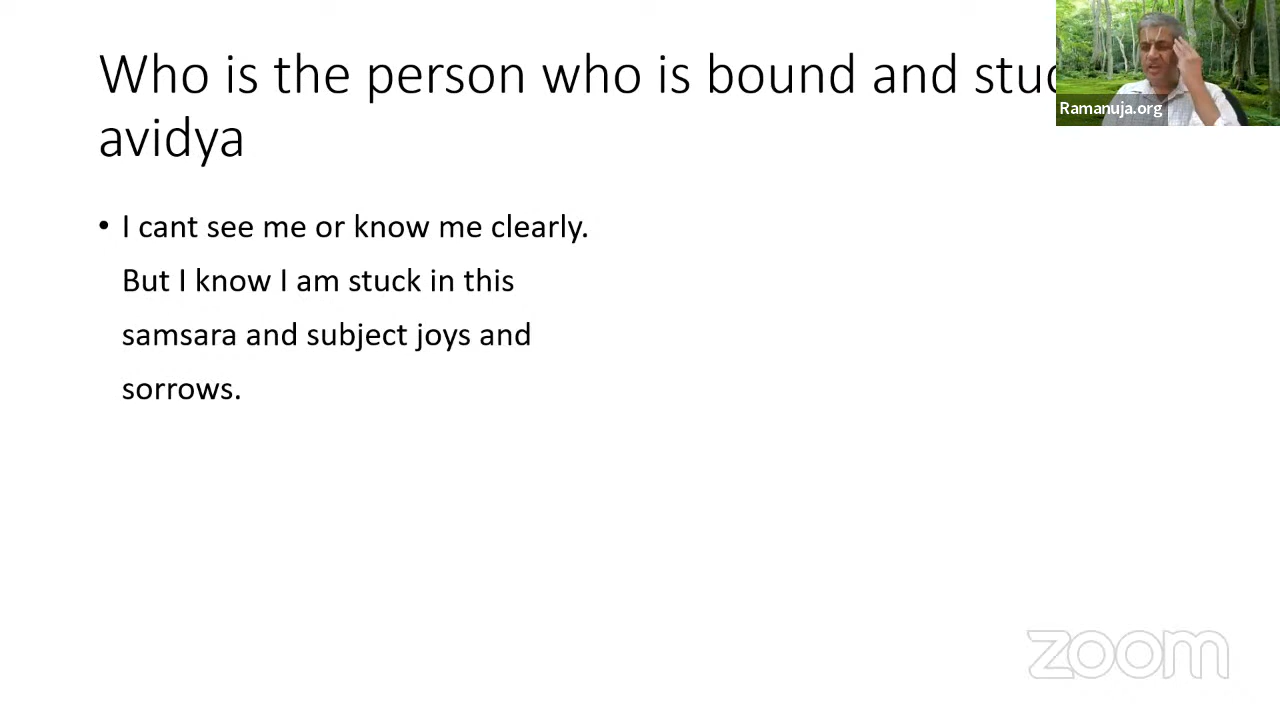 Who is the person who is bound and
avidya
• I cant see me or know me clearly.
But I know I am stuck in this
samsara and subject joys and
sorrows.
Ramanuja.org
zoom